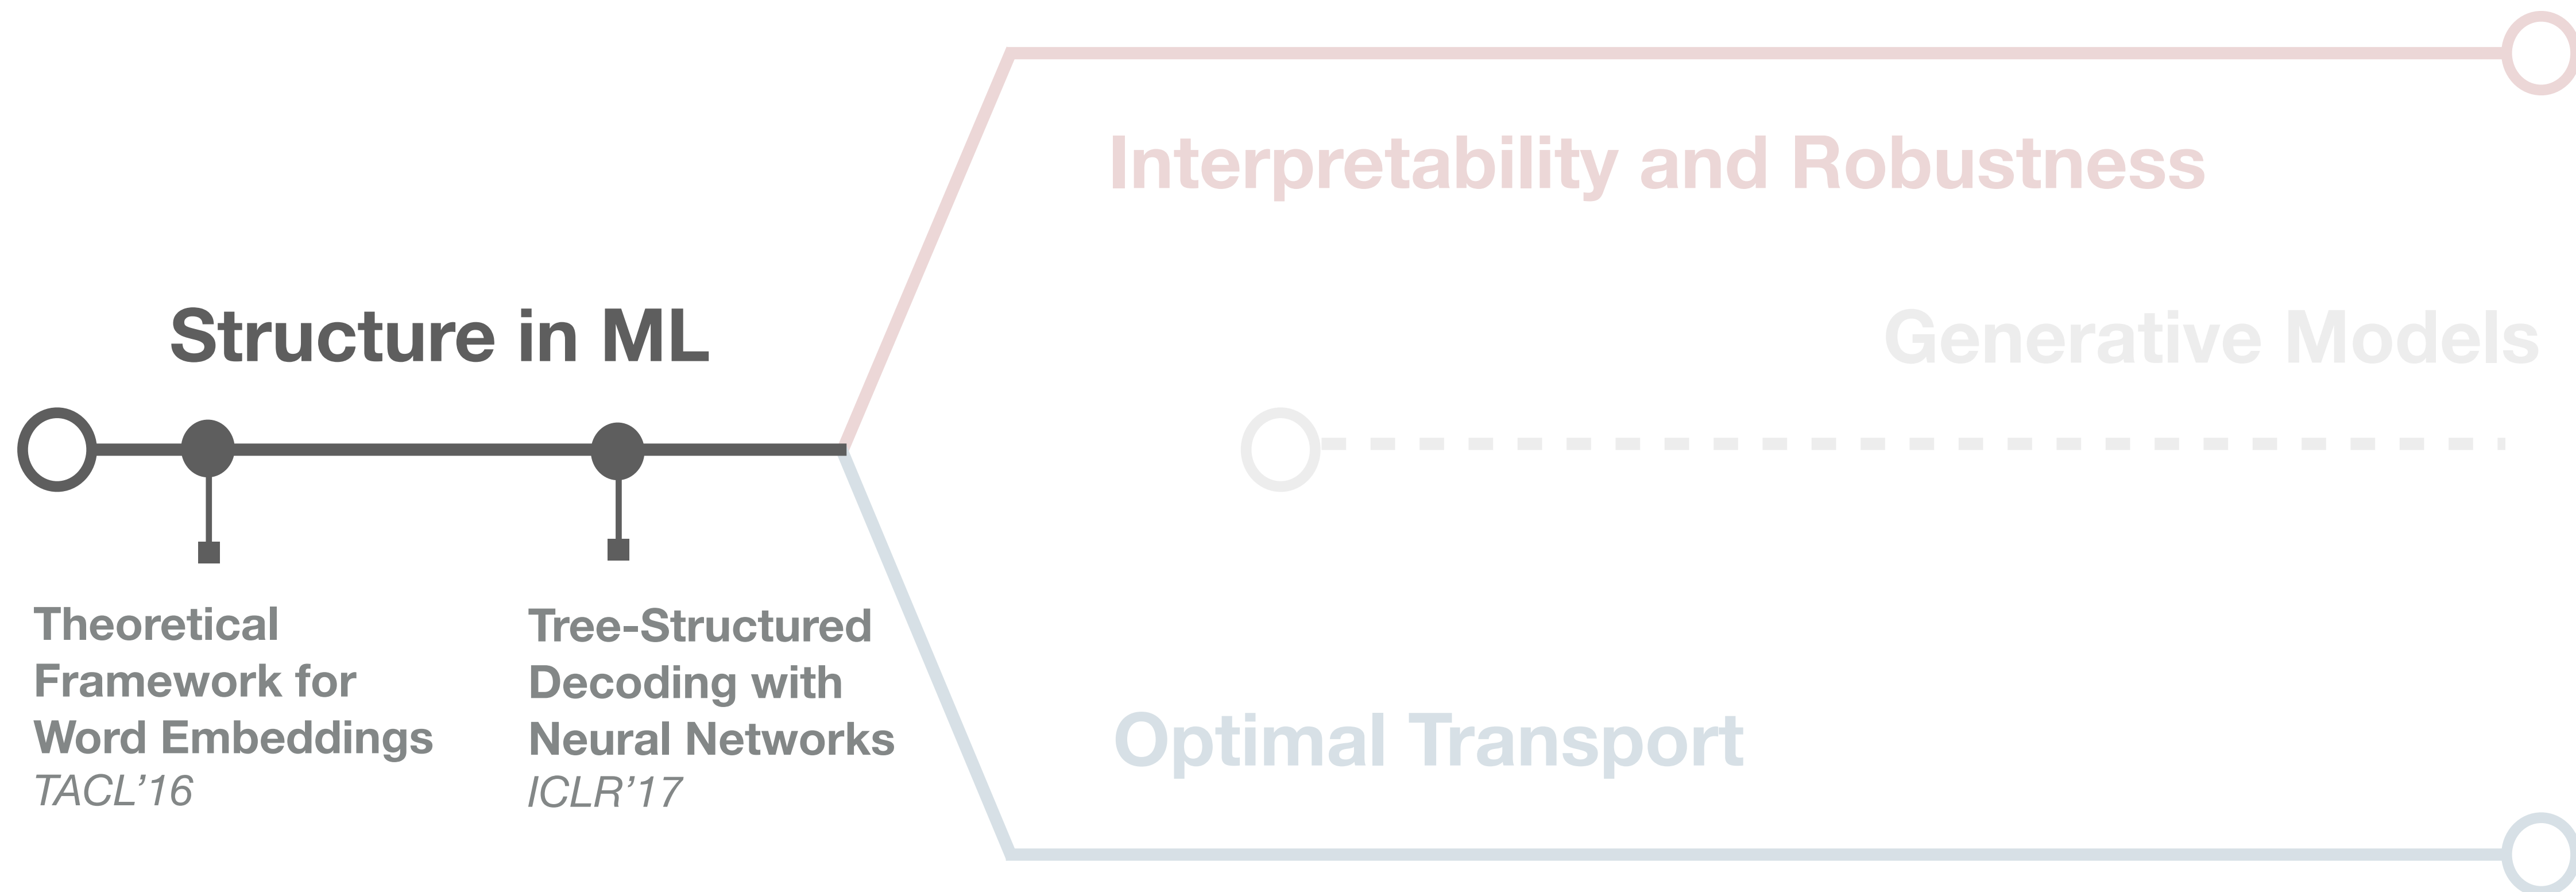 Interpretability and Robustness
Structure in ML
Generative Models
Theoretical
Framework for
Word Embeddings
TACL’16
Tree-Structured
Decoding with
Neural Networks
ICLR’17
Optimal Transport